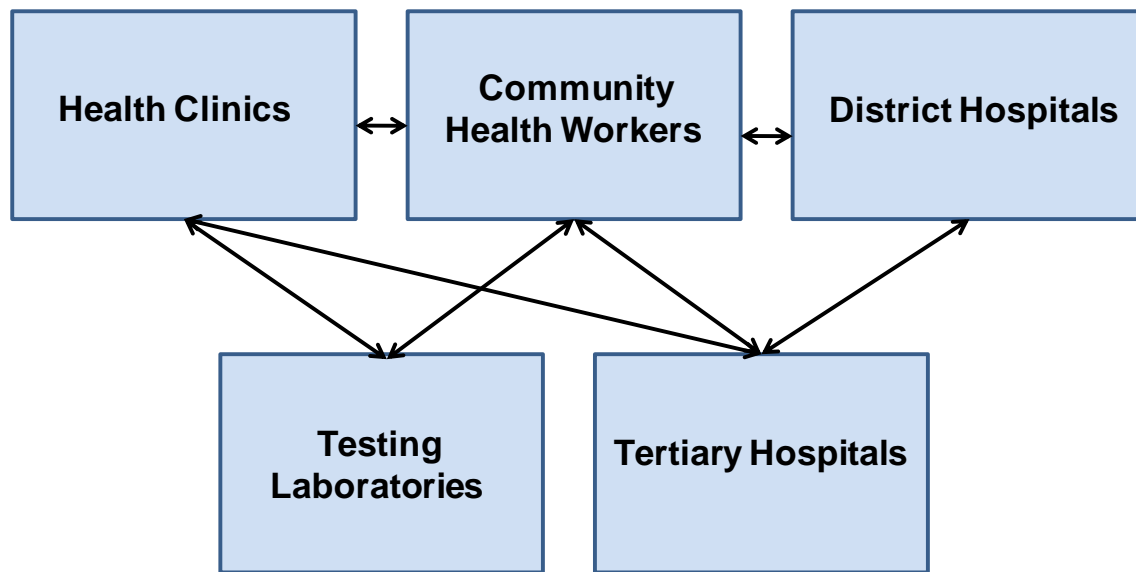 Health Clinics
Community
Health Workers
District Hospitals
Testing
Laboratories
Tertiary Hospitals